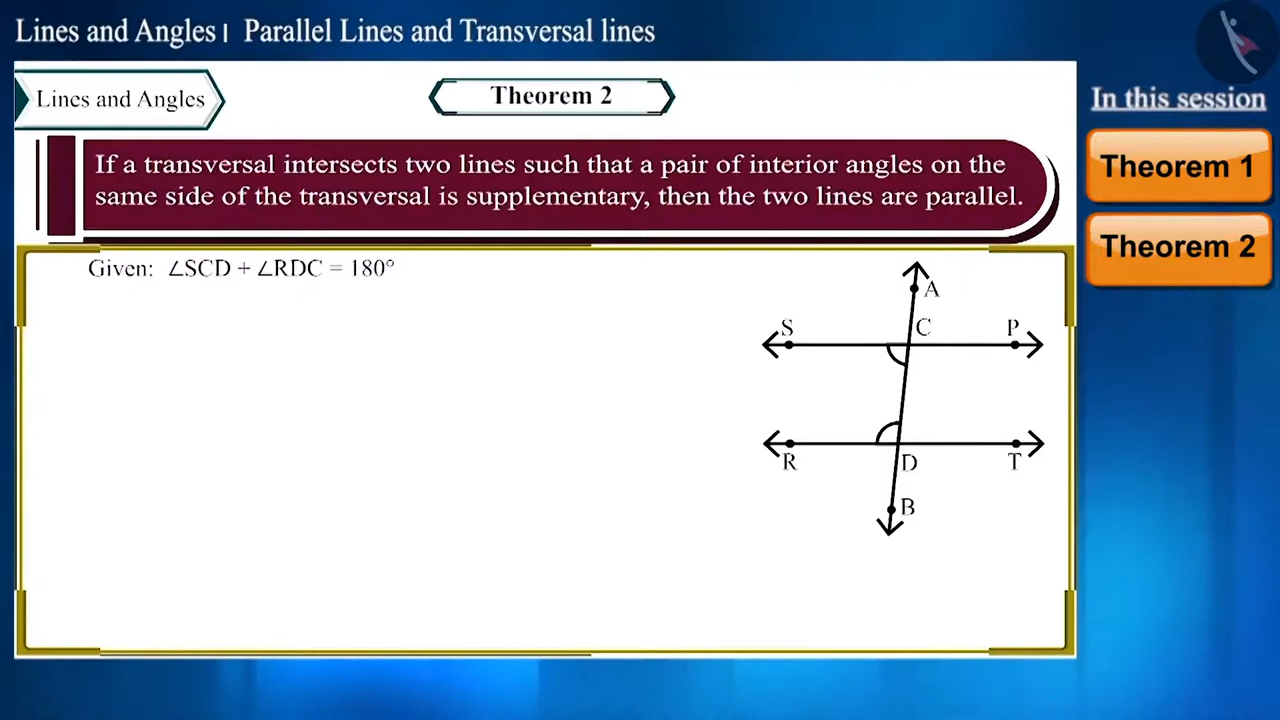 Lines and Angles। Parallel Lines and Transversal lines
Lines and Angles
Theorem 2
In this session
If a transversal intersects two lines such that a pair of interior angles on the
same side of the transversal is supplementary, then the two lines are parallel.
Theorem 1
Theorem 2
Given: ∠SCD + ∠RDC = 180°
A
S
C
P
R
D
T
B